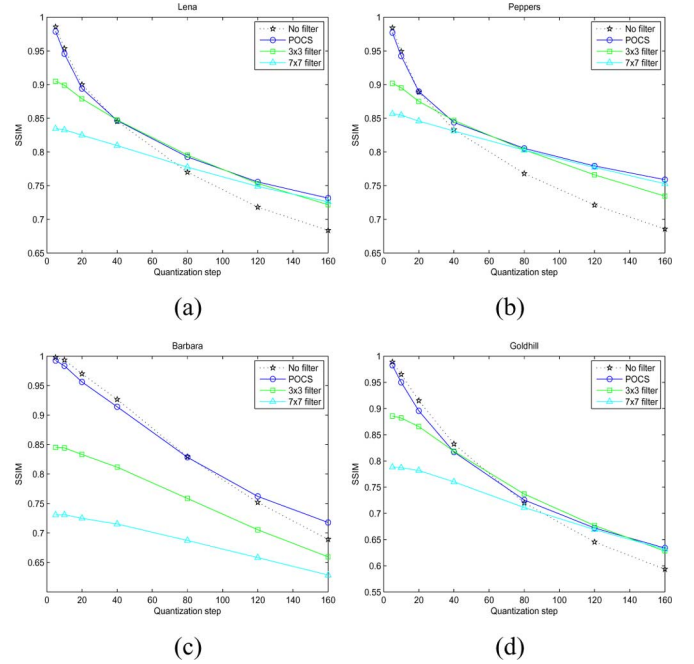 Lena
No filter
POCS
3x3 filter
7x7 filter
SSIM
1
0.95
0.9
0.85
0.8
0.75
0.7
0.65
0 20 40 60 80 100 120 140 160
Quantization step
(a)
Peppers
No filter
POCS
3x3 filter
7x7 filter
SSIM
1
0.95
0.9
0.85
0.8
0.75
0.7
0.65
0 20 40 60 80 100 120 140 160
Quantization step
(b)
Barbara
No filter
POCS
3x3 filter
7x7 filter
SSIM
1
0.95
0.9
0.85
0.8
0.75
0.7
0.65
0 20 40 60 80 100 120 140 160
Quantization step
(c)
Goldhill
No filter
POCS
3x3 filter
7x7 filter
SSIM
1
0.95
0.9
0.85
0.8
0.75
0.7
0.65
0.6
0.55
0 20 40 60 80 100 120 140 160
Quantization step
(d)